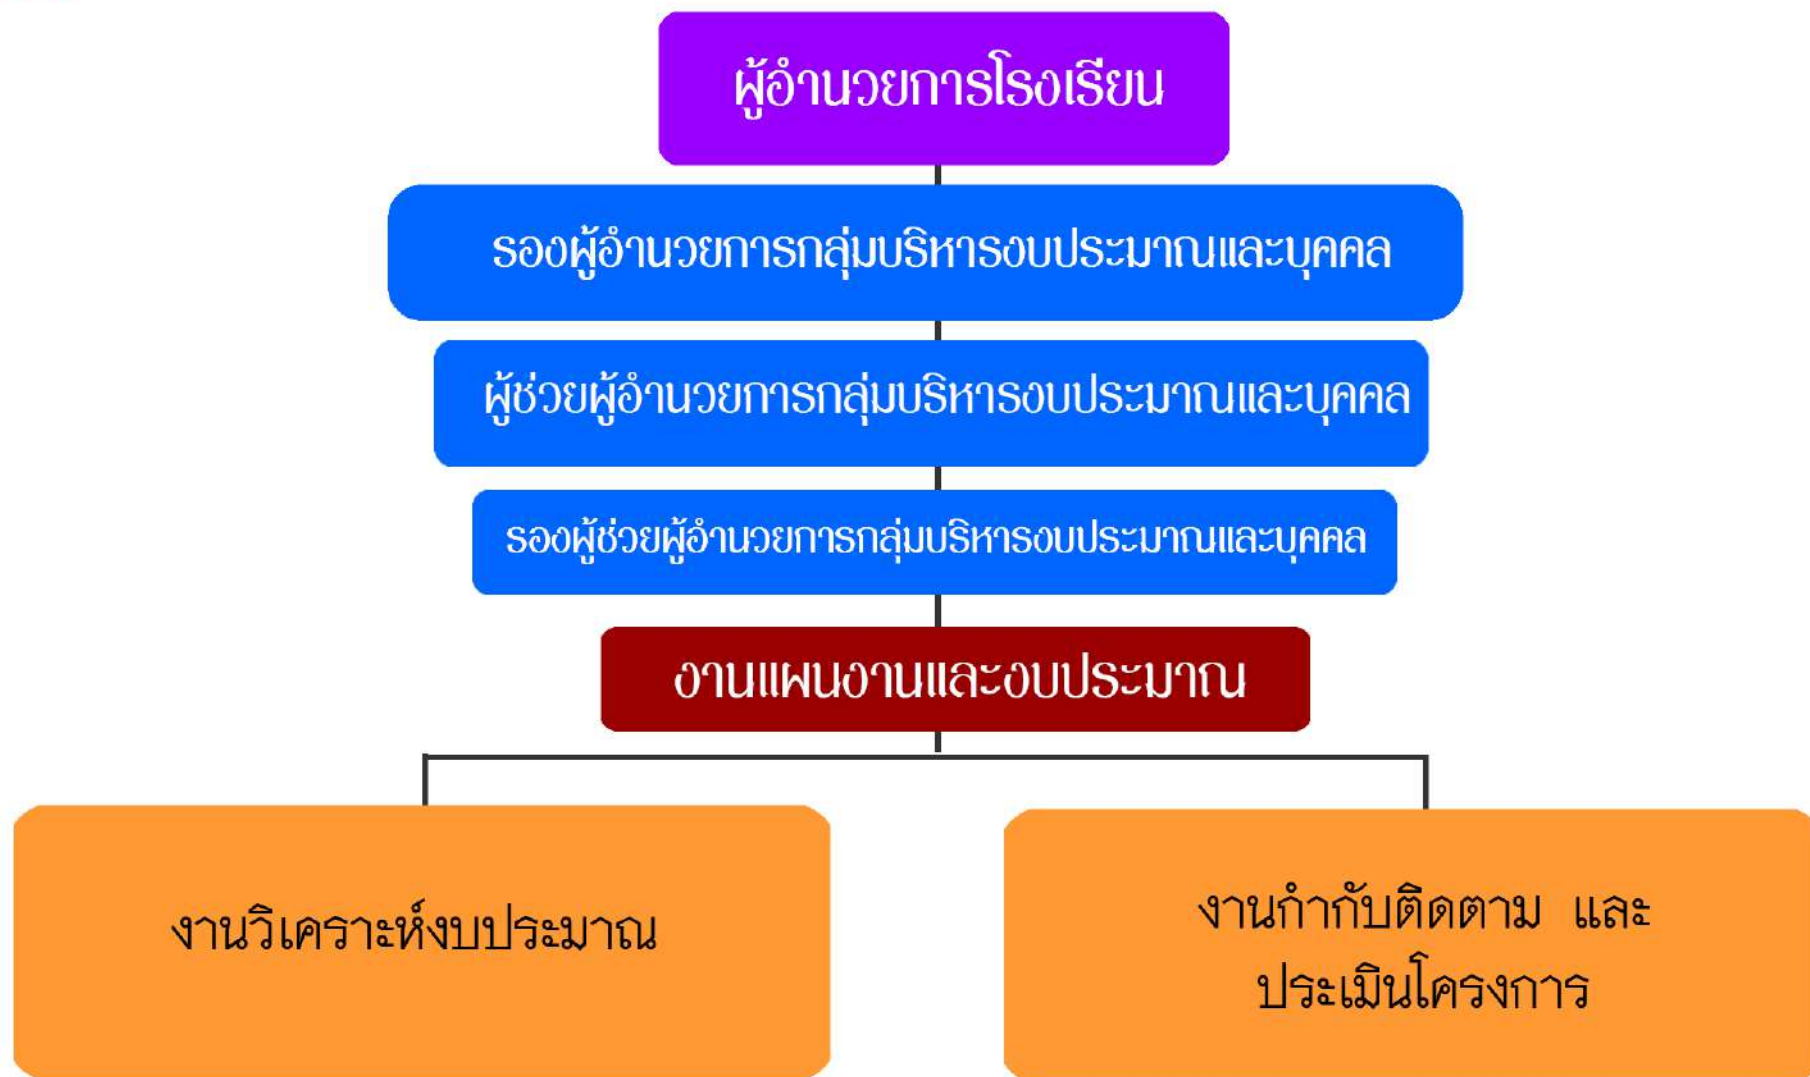 ผู้อำนวยการโรงเรียน
รองผู้อำนวยการกลุ่มบริหารงบประมาณและบุคคล
ผู้ช่วยผู้อำนวยการกลุ่มบริหารงบประมาณและบุคคล
รองผู้ช่วยผู้อำนวยการกลุ่มบริหารงบประมาณและบุคคล
งานแผนงานและงบประมาณ
งานวิเคราะห์งบประมาณ
งานกำกับติดตาม และ
ประเมินโครงการ